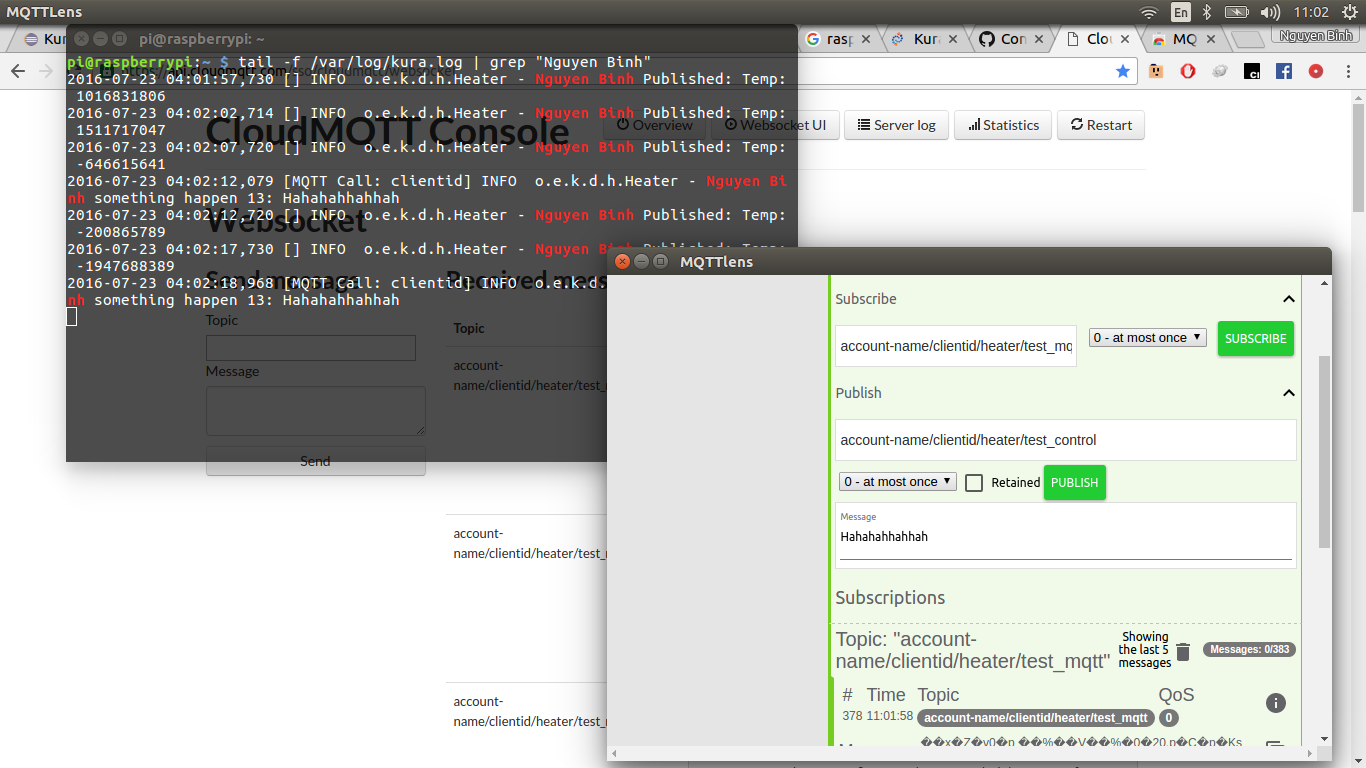 MQTTLens
En
11:02
Kur
pi@raspberrypi: ~
rasp
Kura
Con
Clo
MQ
Nguyen Binh
pi@raspberrypi:~ $ tail -f /var/log/kura.log | grep "Nguyen Binh"
2016-07-23 04:01:57,730 [] INFO  o.e.k.d.h.Heater - Nguyen Binh Published: Temp:
1016831806
2016-07-23 04:02:02,714 [] INFO  o.e.k.d.h.Heater - Nguyen Binh Published: Temp:
1511717047
2016-07-23 04:02:07,720 [] INFO  o.e.k.d.h.Heater - Nguyen Binh Published: Temp:
-646615641
2016-07-23 04:02:12,079 [MQTT Call: clientid] INFO  o.e.k.d.h.Heater - Nguyen Bi
nh something happen 13: Hahahahhahhah
2016-07-23 04:02:12,720 [] INFO  o.e.k.d.h.Heater - Nguyen Binh Published: Temp:
-200865789
2016-07-23 04:02:17,730 [] INFO  o.e.k.d.h.Heater - Nguyen Binh Published: Temp:
-1947688389
2016-07-23 04:02:18,968 [MQTT Call: clientid] INFO  o.e.k.d.
nh something happen 13: Hahahahhahhah
CloudMQTT Console
Overview
Websocket UI
Server log
Statistics
Restart
Websocket
Send message
Received mess
Topic
Message
Send
Topic
account-
name/clientid/heater/test_
account-
name/clientid/heater/test_
account-
name/clientid/heater/test_
MQTTlens
Subscribe
account-name/clientid/heater/test_mq
0 - at most once
SUBSCRIBE
Publish
account-name/clientid/heater/test_control
0 - at most once
Retained
PUBLISH
Message
Hahahahhahhah
Subscriptions
Topic: "account-
name/clientid/heater/test_mqtt"
Showing
the last 5
messages
Messages: 0/383
# Time Topic QoS
378 11:01:58 account-name/clientid/heater/test_mqtt 0